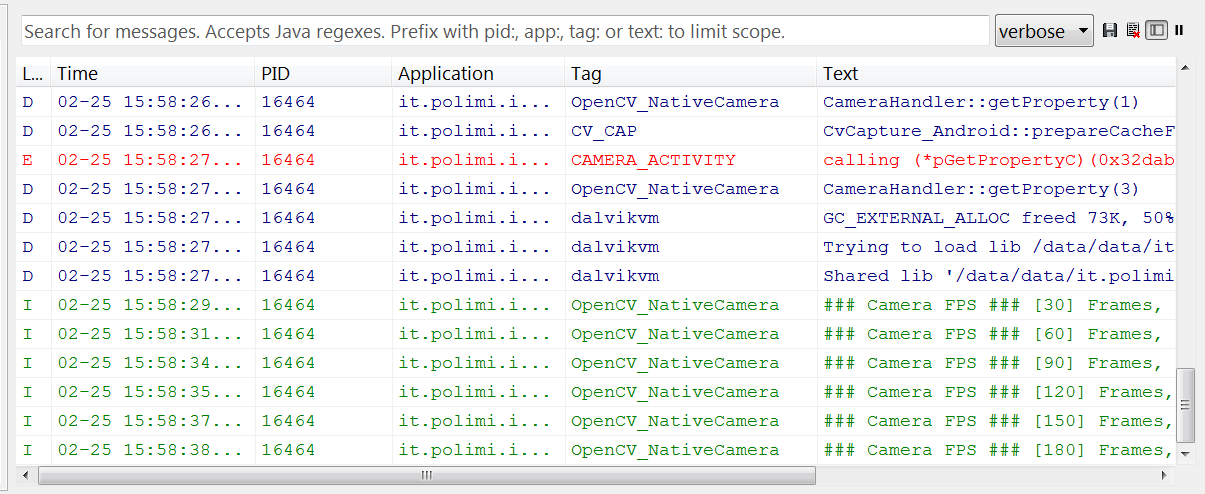 Search for messages. Accepts Java regexes. Prefix with pid:, app:, tag: or text: to limit scope. verbose
L... Time PID Application Tag Text
D 02-25 15:58:26... 16464 it.polimi.i... OpenCV_NativeCamera CameraHandler::getProperty(1)
D 02-25 15:58:26... 16464 it.polimi.i... CV_CAP CvCapture_Android::prepareCacheF
E 02-25 15:58:27... 16464 it.polimi.i... CAMERA_ACTIVITY calling (*pGetPropertyC)(0x32dab
D 02-25 15:58:27... 16464 it.polimi.i... OpenCV_NativeCamera CameraHandler::getProperty(3)
D 02-25 15:58:27... 16464 it.polimi.i... dalvikvm GC_EXTERNAL_ALLOC freed 73K, 50%
D 02-25 15:58:27... 16464 it.polimi.i... dalvikvm Trying to load lib /data/data/it
D 02-25 15:58:27... 16464 it.polimi.i... dalvikvm Shared lib '/data/data/it.polimi
I 02-25 15:58:29... 16464 it.polimi.i... OpenCV_NativeCamera ### Camera FPS ### [30] Frames,
I 02-25 15:58:31... 16464 it.polimi.i... OpenCV_NativeCamera ### Camera FPS ### [60] Frames,
I 02-25 15:58:34... 16464 it.polimi.i... OpenCV_NativeCamera ### Camera FPS ### [90] Frames,
I 02-25 15:58:35... 16464 it.polimi.i... OpenCV_NativeCamera ### Camera FPS ### [120] Frames,
I 02-25 15:58:37... 16464 it.polimi.i... OpenCV_NativeCamera ### Camera FPS ### [150] Frames,
I 02-25 15:58:38... 16464 it.polimi.i... OpenCV_NativeCamera ### Camera FPS ### [180] Frames,